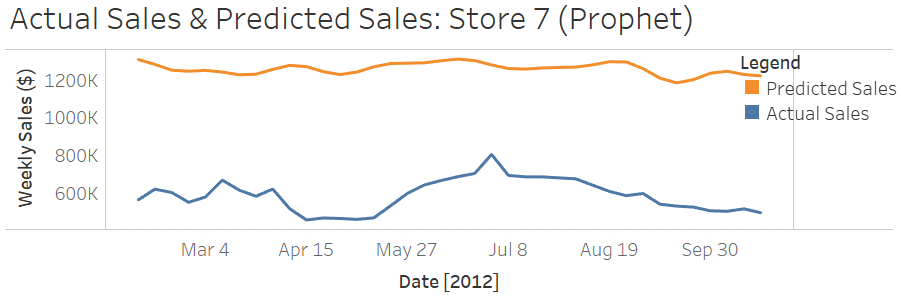 Actual Sales & Predicted Sales: Store 7 (Prophet)
Legend
Predicted Sales
Actual Sales
Weekly Sales ($)
1200K
1000K
800K
600K
Mar 4 Apr 15 May 27 Jul 8 Aug 19 Sep 30
Date [2012]